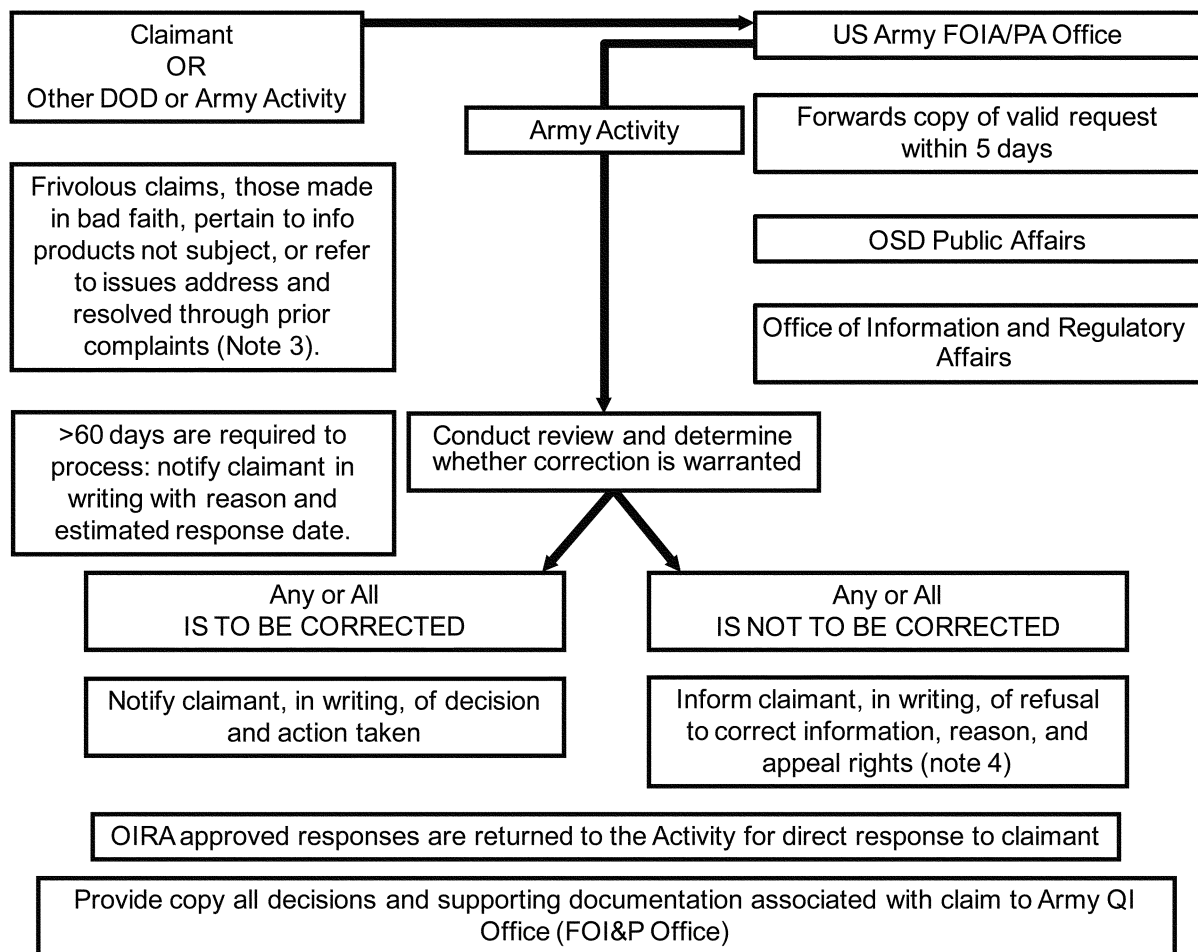 Claimant
OR
Other DOD or Army Activity
US Army FOIA/PA Office
Army Activity
Forwards copy of valid request
within 5 days
Frivolous claims, those made
in bad faith, pertain to info
products not subject, or refer
to issues address and
resolved through prior
complaints (Note 3).
OSD Public Affairs
Office of Information and Regulatory
Affairs
>60 days are required to
process: notify claimant in
writing with reason and
estimated response date.
Conduct review and determine
whether correction is warranted
Any or All
IS TO BE CORRECTED
Any or All
IS NOT TO BE CORRECTED
Notify claimant, in writing, of decision
and action taken
Inform claimant, in writing, of refusal
to correct information, reason, and
appeal rights (note 4)
OIRA approved responses are returned to the Activity for direct response to claimant
Provide copy all decisions and supporting documentation associated with claim to Army QI
Office (FOI&P Office)